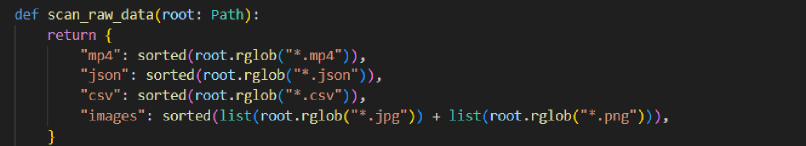 def scan_raw_data(root: Path):
    return {
        "mp4": sorted(root.rglob("*.mp4")),
        "json": sorted(root.rglob("*.json")),
        "csv": sorted(root.rglob("*.csv")),
        "images": sorted(list(root.rglob("*.jpg")) + list(root.rglob("*.png"))),
    }